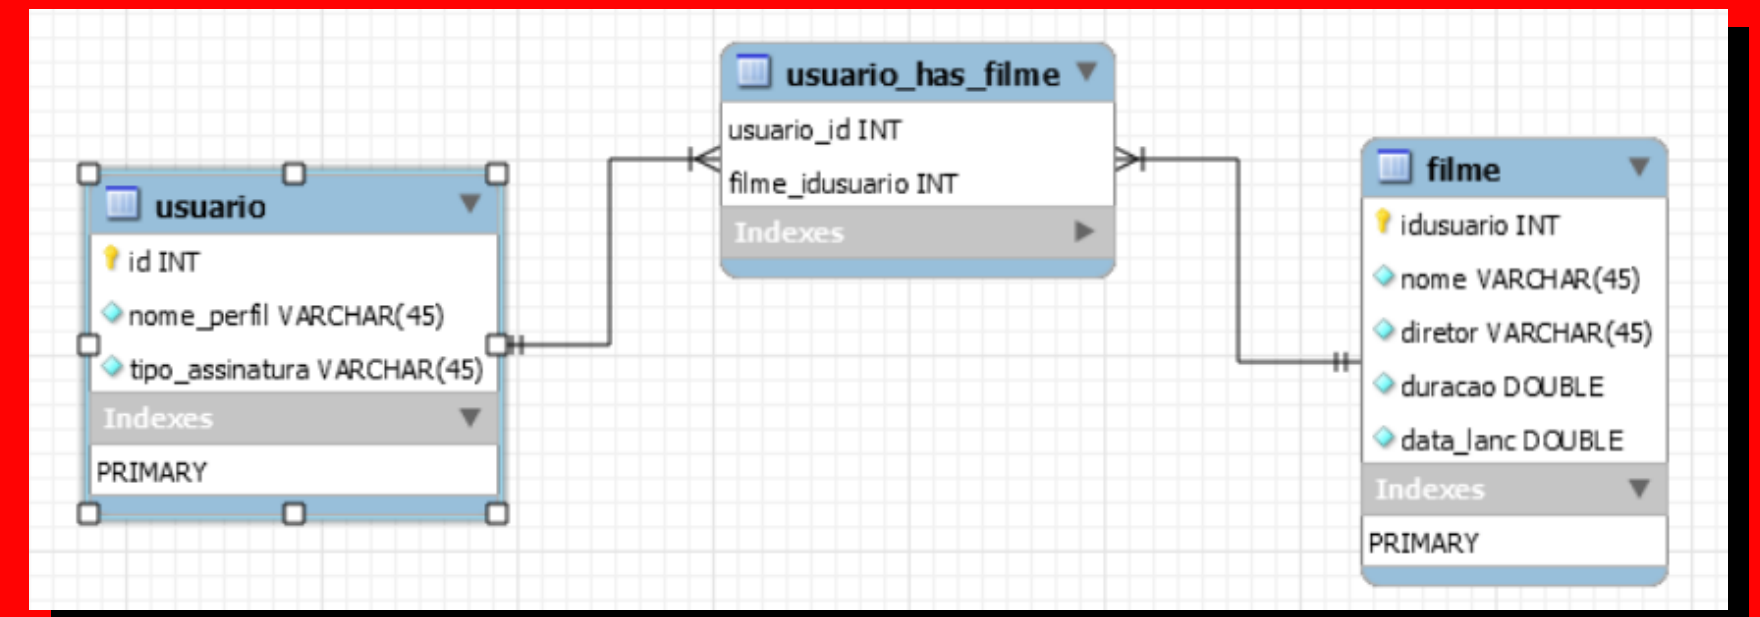 usuario
id INT
nome_perfil VARCHAR(45)
tipo_assinatura VARCHAR(45)
Indexes
PRIMARY
usuario_has_filme
usuario_id INT
filme_idusuario INT
Indexes
filme
idusuario INT
nome VARCHAR(45)
diretor VARCHAR(45)
duracao DOUBLE
data_lanc DOUBLE
Indexes
PRIMARY